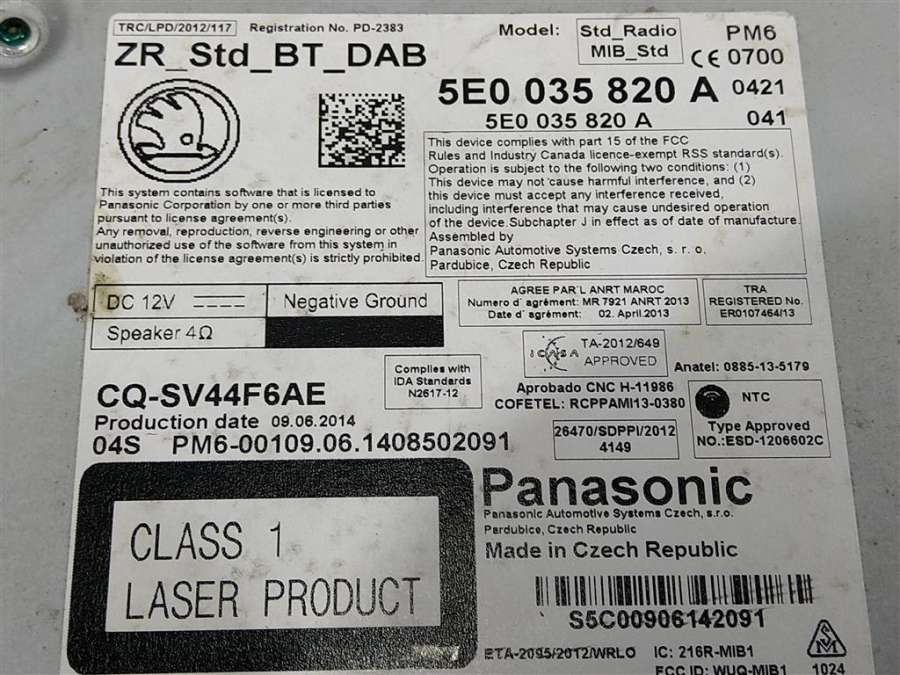 TRC/LPD/2012/117 Registration No. PD-2383
ZR_Std_BT_DAB
Model: Std_Radio
MIB_Std
PM6
CE 0700
5E0 035 820 A 0421
5E0 035 820 A 041
This system contains software that is licensed to
Panasonic Corporation by one or more third parties
pursuant to license agreement(s).
Any removal, reproduction, reverse engineering or other
unauthorized use of the software from this system in
violation of the license agreement(s) is strictly prohibited.
This device complies with part 15 of the FCC
Rules and Industry Canada licence-exempt RSS standard(s).
Operation is subject to the following two conditions: (1)
This device may not cause harmful interference, and (2)
this device must accept any interference received,
including interference that may cause undesired operation
of the device.Subchapter J in effect as of date of manufacture.
Assembled by
Panasonic Automotive Systems Czech, s. r. o.
Pardubice, Czech Republic
DC 12V Negative Ground
Speaker 4Ω
AGREE PAR'L ANRT MAROC
Numero d´agrément: MR 7921 ANRT 2013
Date d´agrément: 02. April.2013
TRA
REGISTERED No.
ER0107464/13
ICASA TA-2012/649
APPROVED
Anatel: 0885-13-5179
Complies with
IDA Standards
N2617-12
Aprobado CNC H-11986
COFETEL: RCPPAMI13-0380
NTC
Type Approved
NO.:ESD-1206602C
26470/SDPPI/2012
4149
CQ-SV44F6AE
Production date 09.06.2014
04S PM6-00109.06.1408502091
CLASS 1
LASER PRODUCT
Panasonic
Panasonic Automotive Systems Czech, s.r.o.
Pardubice, Czech Republic
Made in Czech Republic
S5C00906142091
ETA-2095/2012/WRLO IC: 216R-MIB1
FCC ID: WUQ-MIB1
1024